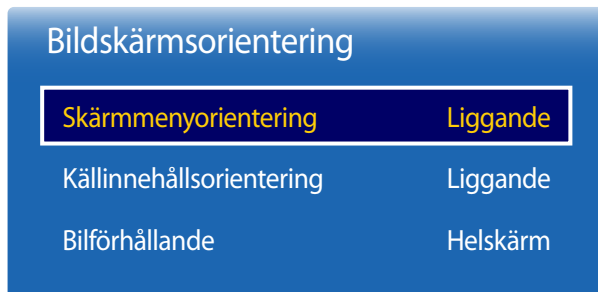 Bildskärmsorientering
Skärmmenyorientering Liggande
Källinnehållsorientering Liggande
Bilförhållande Helskärm